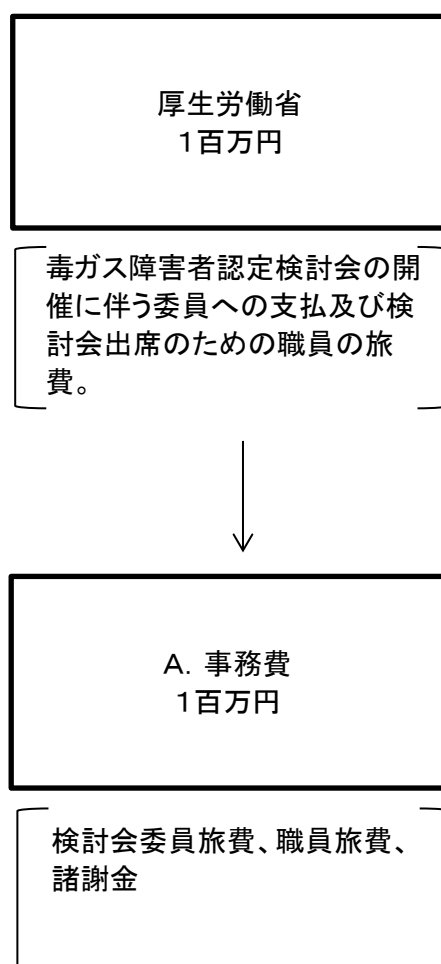 厚生労働省
１百万円
毒ガス障害者認定検討会の開
催に伴う委員への支払及び検
討会出席のための職員の旅
費。
Ａ．事務費
１百万円
検討会委員旅費、職員旅費、
諸謝金